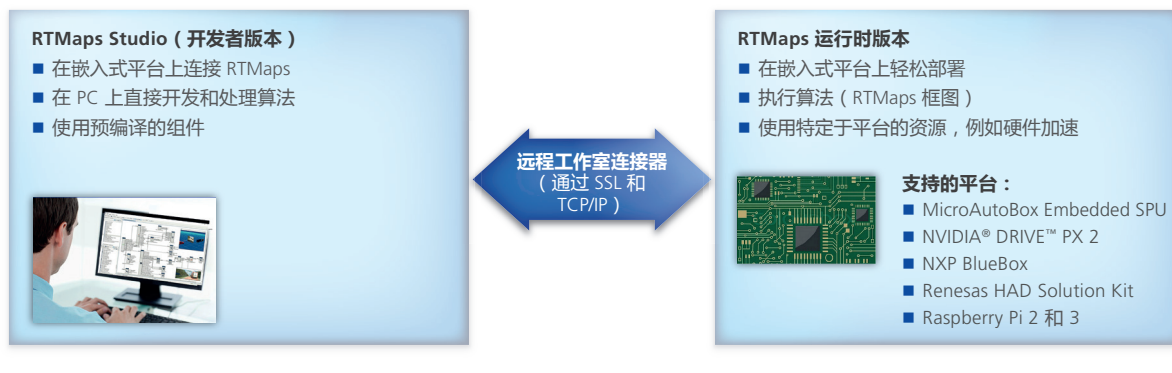 RTMaps Studio（开发者版本）
■ 在嵌入式平台上连接 RTMaps
■ 在 PC 上直接开发和处理算法
■ 使用预编译的组件
远程工作室连接器
（通过 SSL 和
TCP/IP）
RTMaps 运行时版本
■ 在嵌入式平台上轻松部署
■ 执行算法（RTMaps 框图）
■ 使用特定于平台的资源，例如硬件加速
支持的平台：
■ MicroAutoBox Embedded SPU
■ NVIDIA® DRIVE™ PX 2
■ NXP BlueBox
■ Renesas HAD Solution Kit
■ Raspberry Pi 2 和 3